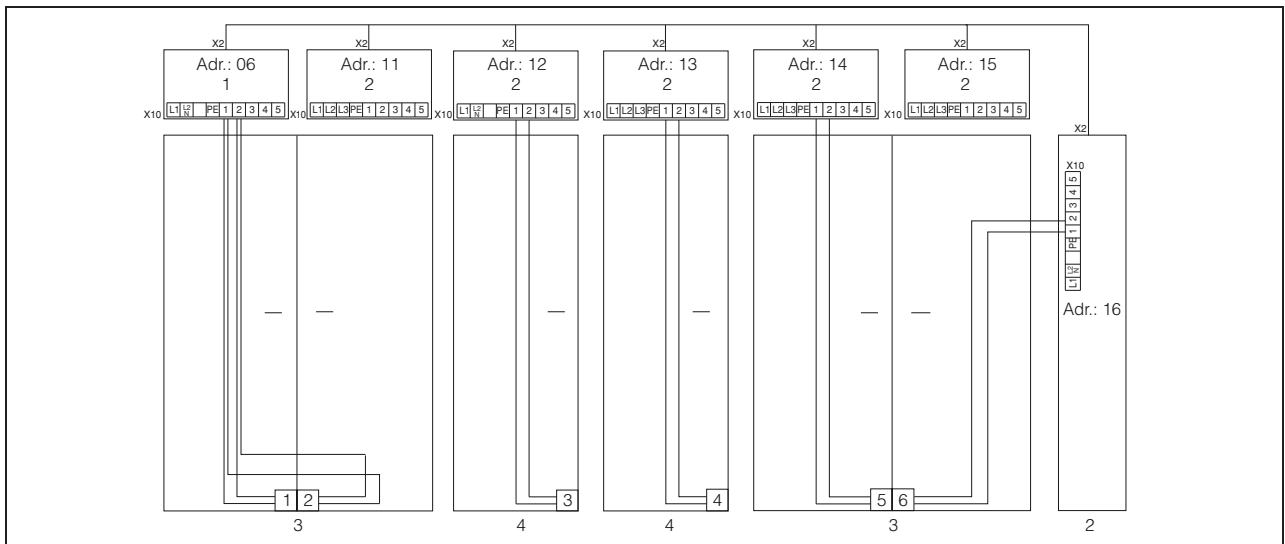 X2 X2 X2 X2 X2 X2
Adr.: 06 Adr.: 11 Adr.: 12 Adr.: 13 Adr.: 14 Adr.: 15
1 2 2 2 2 2
L1 L2 N PE 1 2 3 4 5
X10 L1 L2 L3 PE 1 2 3 4 5
X10 L1 L2 N PE 1 2 3 4 5
X10 L1 L2 L3 PE 1 2 3 4 5
X10 L1 L2 L3 PE 1 2 3 4 5
X10 L1 L2 L3 PE 1 2 3 4 5
X10
X2
X10
L1 L2 N PE 1 2 3 4 5
Adr.: 16
— — — — — —
1 2 3 4 5 6
3 4 4 3 2